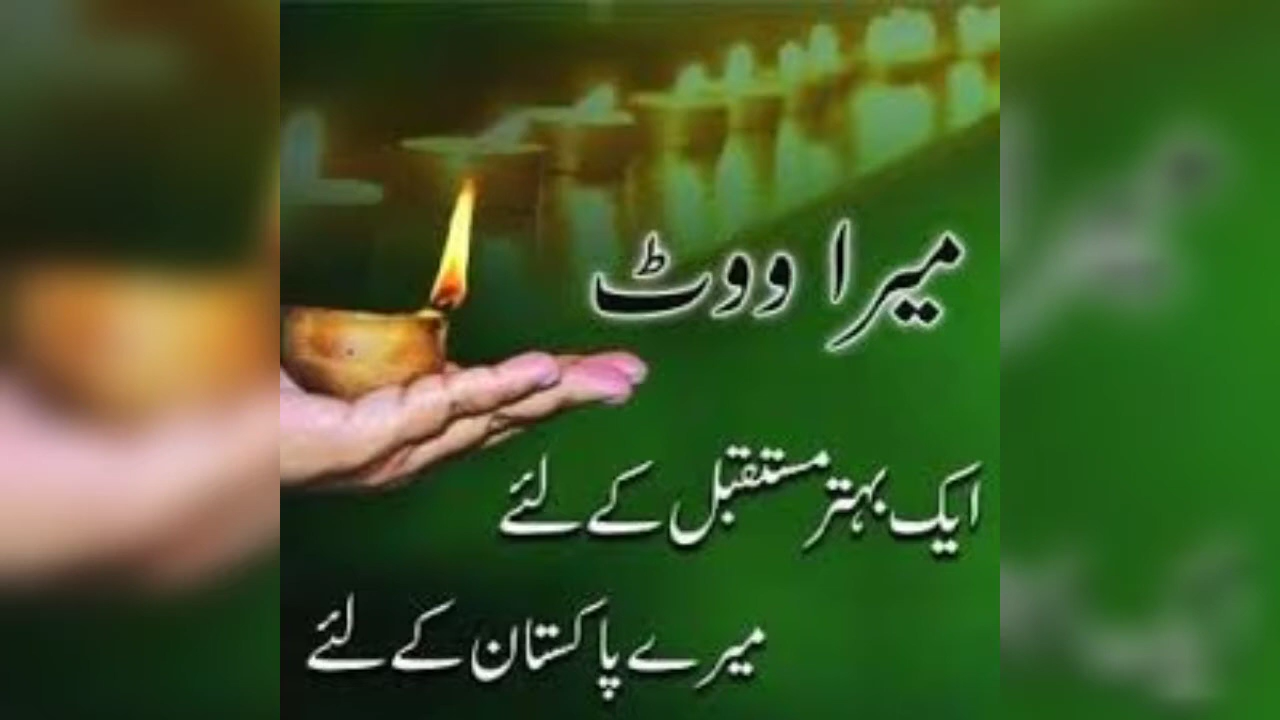 میرا ووٹ
ایک بہتر مستقبل کے لئے
میرے پاکستان کے لئے